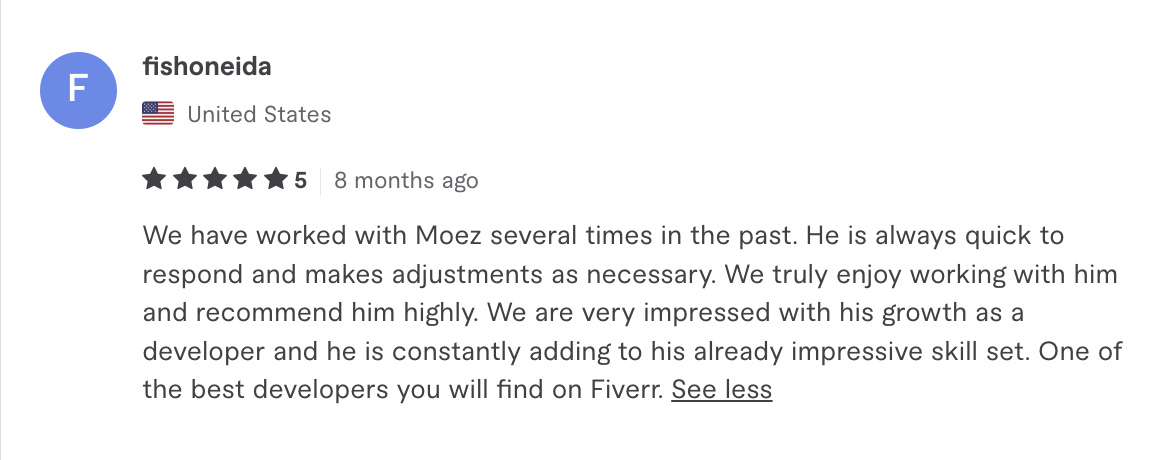 F
fishoneida
United States
5 8 months ago
We have worked with Moez several times in the past. He is always quick to
respond and makes adjustments as necessary. We truly enjoy working with him
and recommend him highly. We are very impressed with his growth as a
developer and he is constantly adding to his already impressive skill set. One of
the best developers you will find on Fiverr. See less